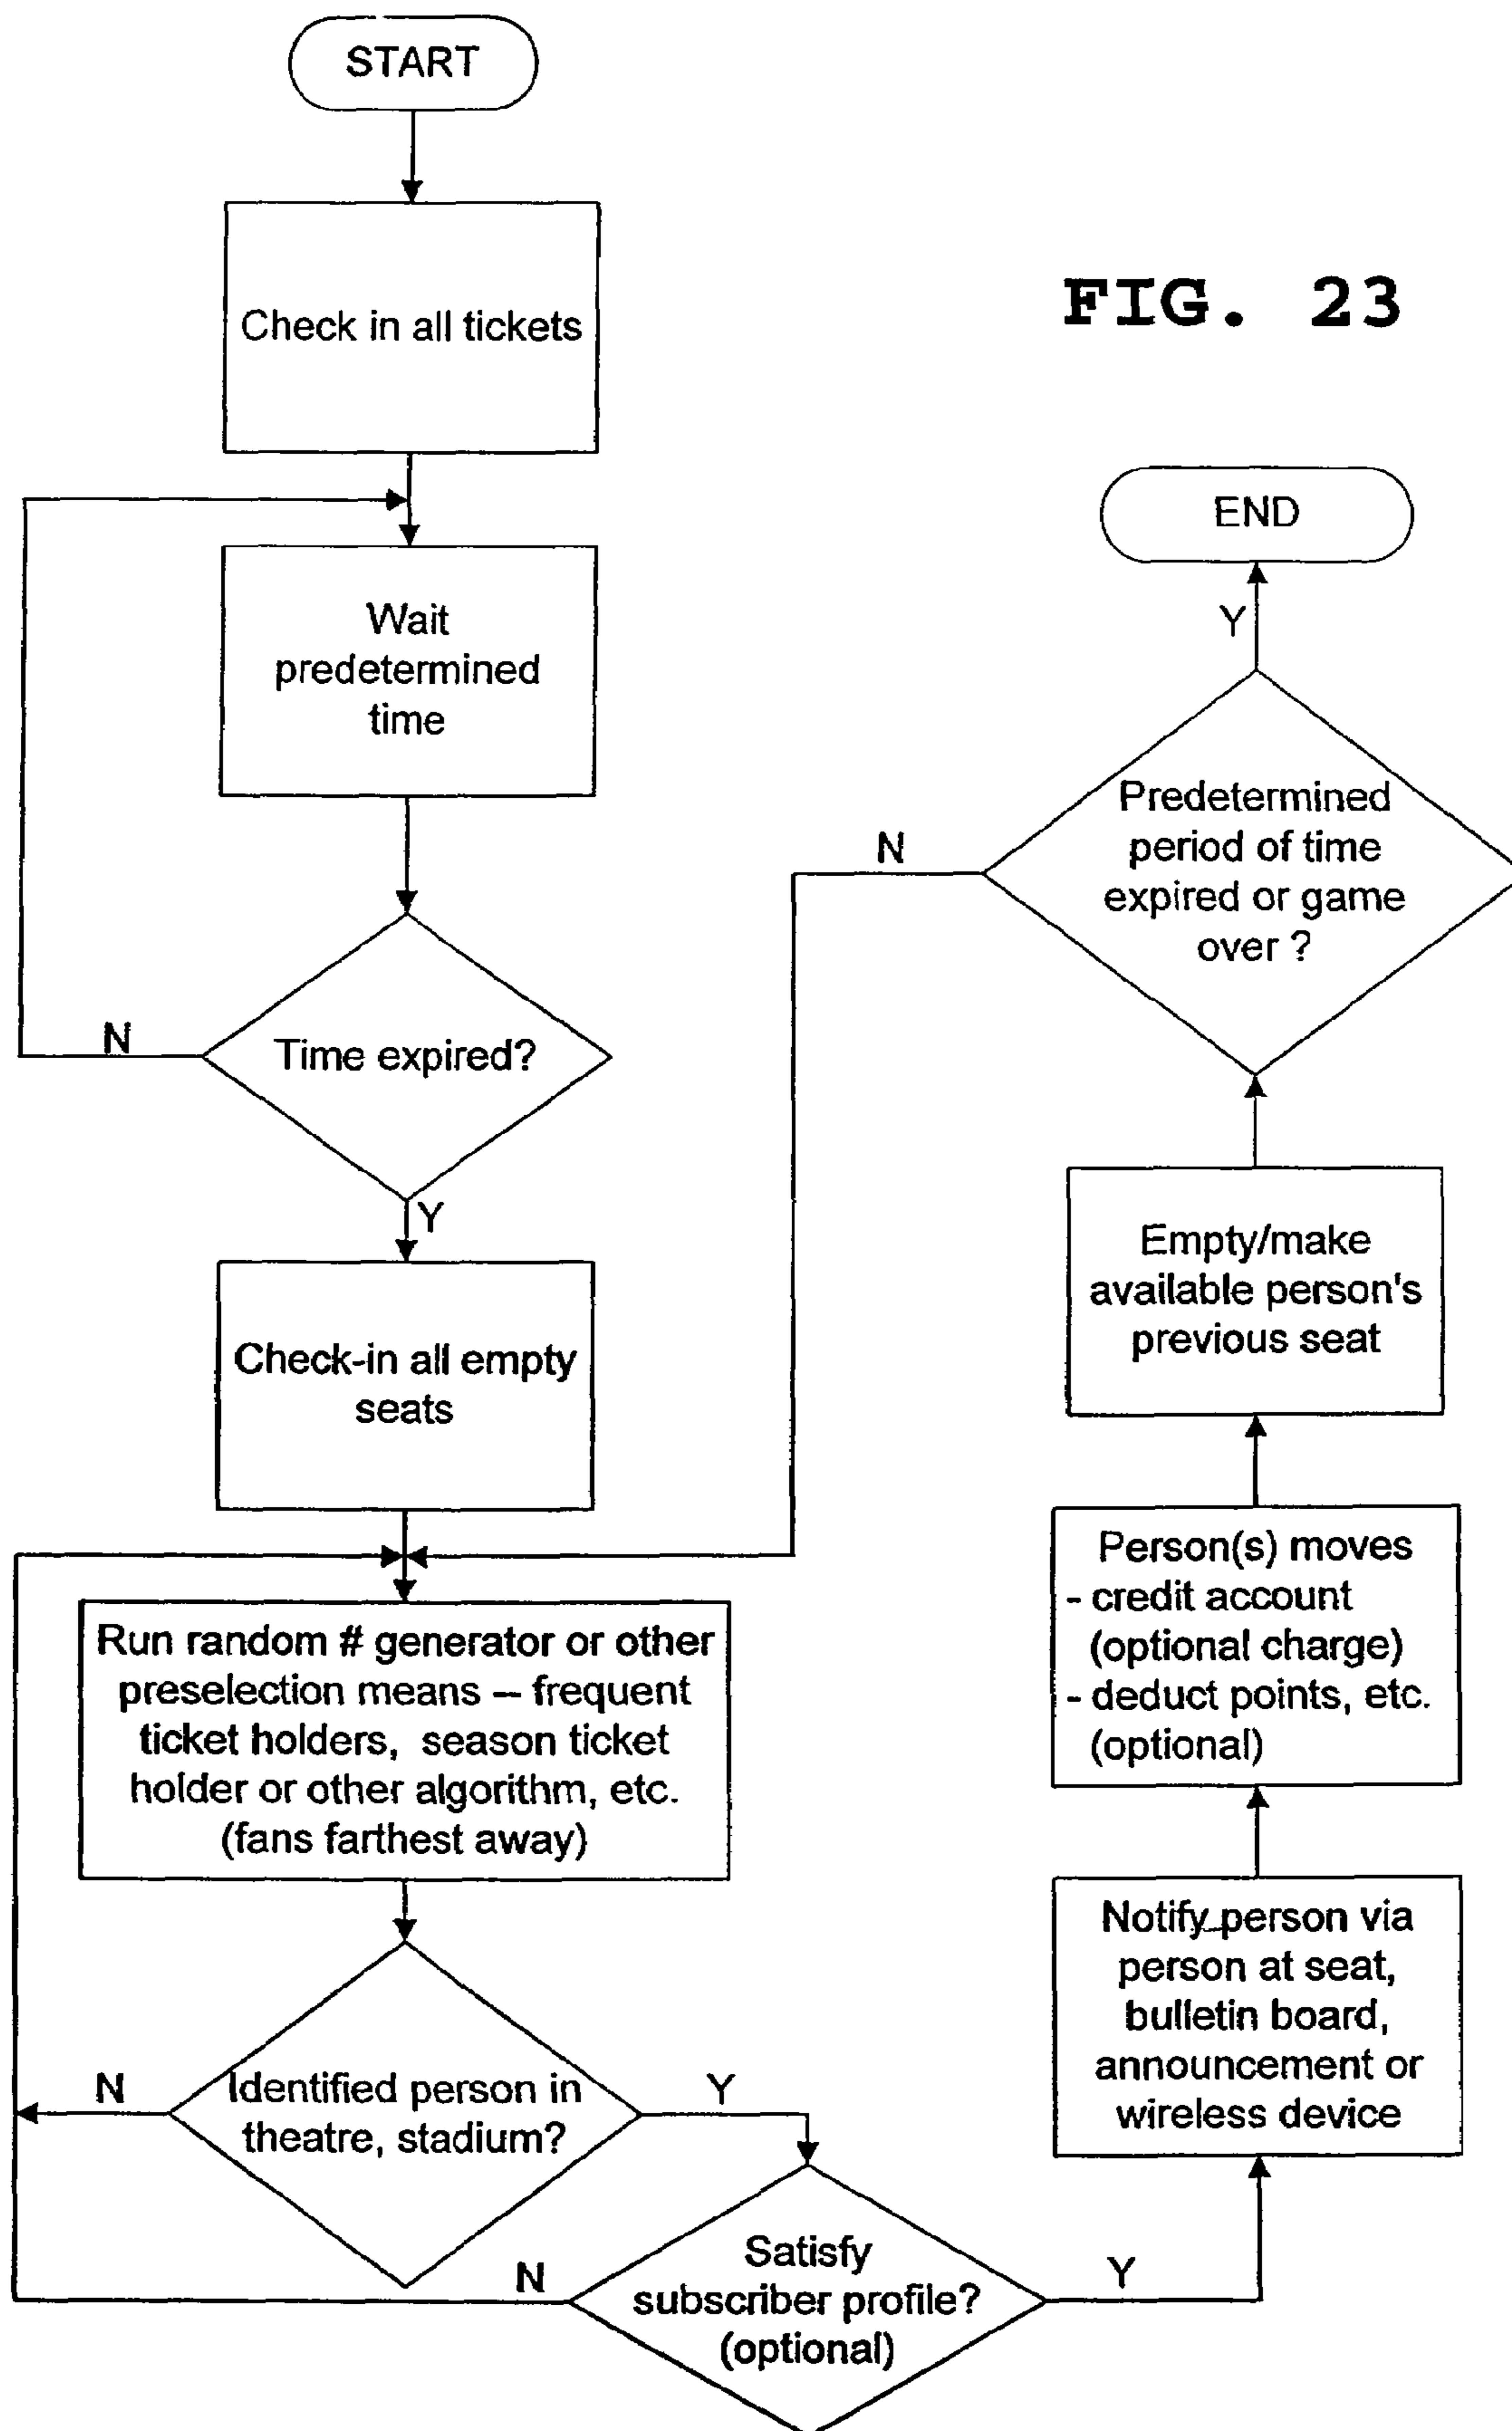 START
Check in all tickets
FIG. 23
Wait
predetermined
time
N
Time expired?
Y
Check-in all empty
seats
Run random # generator or other
preselection means – frequent
ticket holders, season ticket
holder or other algorithm, etc.
(fans farthest away)
N
Identified person in
theatre, stadium?
Y
N
Satisfy
subscriber profile?
(optional)
Y
Notify person via
person at seat,
bulletin board,
announcement or
wireless device
Person(s) moves
- credit account
(optional charge)
- deduct points, etc.
(optional)
Empty/make
available person's
previous seat
Predetermined
period of time
expired or game
over ?
N
Y
END